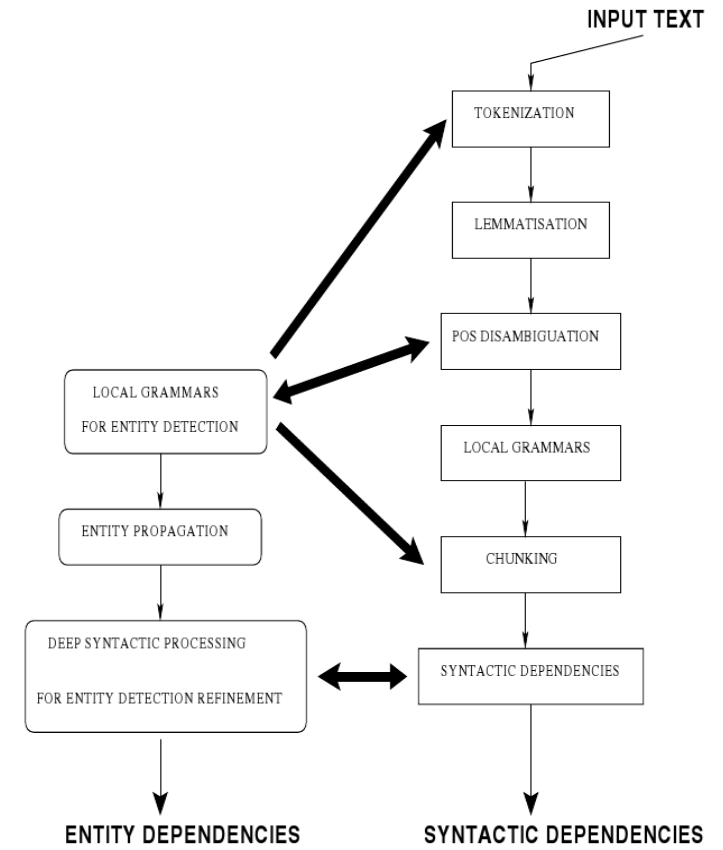 INPUT TEXT
TOKENIZATION
LEMMATISATION
POS DISAMBIGUATION
LOCAL GRAMMARS
FOR ENTITY DETECTION
LOCAL GRAMMARS
ENTITY PROPAGATION
CHUNKING
DEEP SYNTACTIC PROCESSING
FOR ENTITY DETECTION REFINEMENT
SYNTACTIC DEPENDENCIES
ENTITY DEPENDENCIES
SYNTACTIC DEPENDENCIES